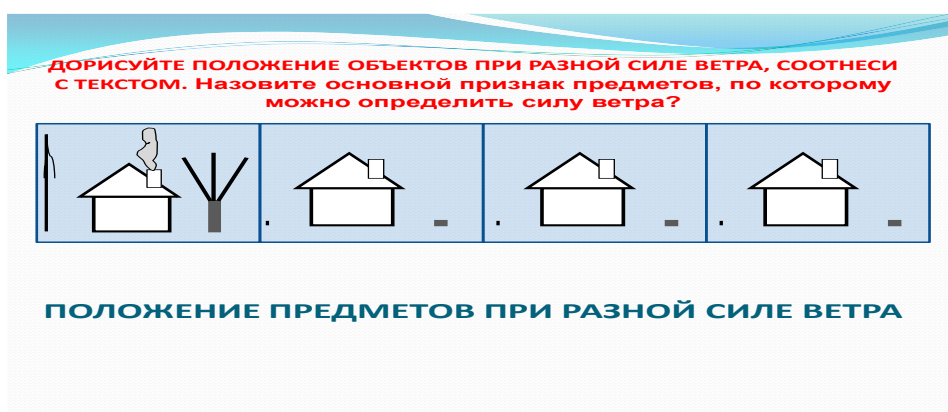 ДОРИСУЙТЕ ПОЛОЖЕНИЕ ОБЪЕКТОВ ПРИ РАЗНОЙ СИЛЕ ВЕТРА, СООТНЕСИ
С ТЕКСТОМ. Назовите основной признак предметов, по которому
можно определить силу ветра?
ПОЛОЖЕНИЕ ПРЕДМЕТОВ ПРИ РАЗНОЙ СИЛЕ ВЕТРА